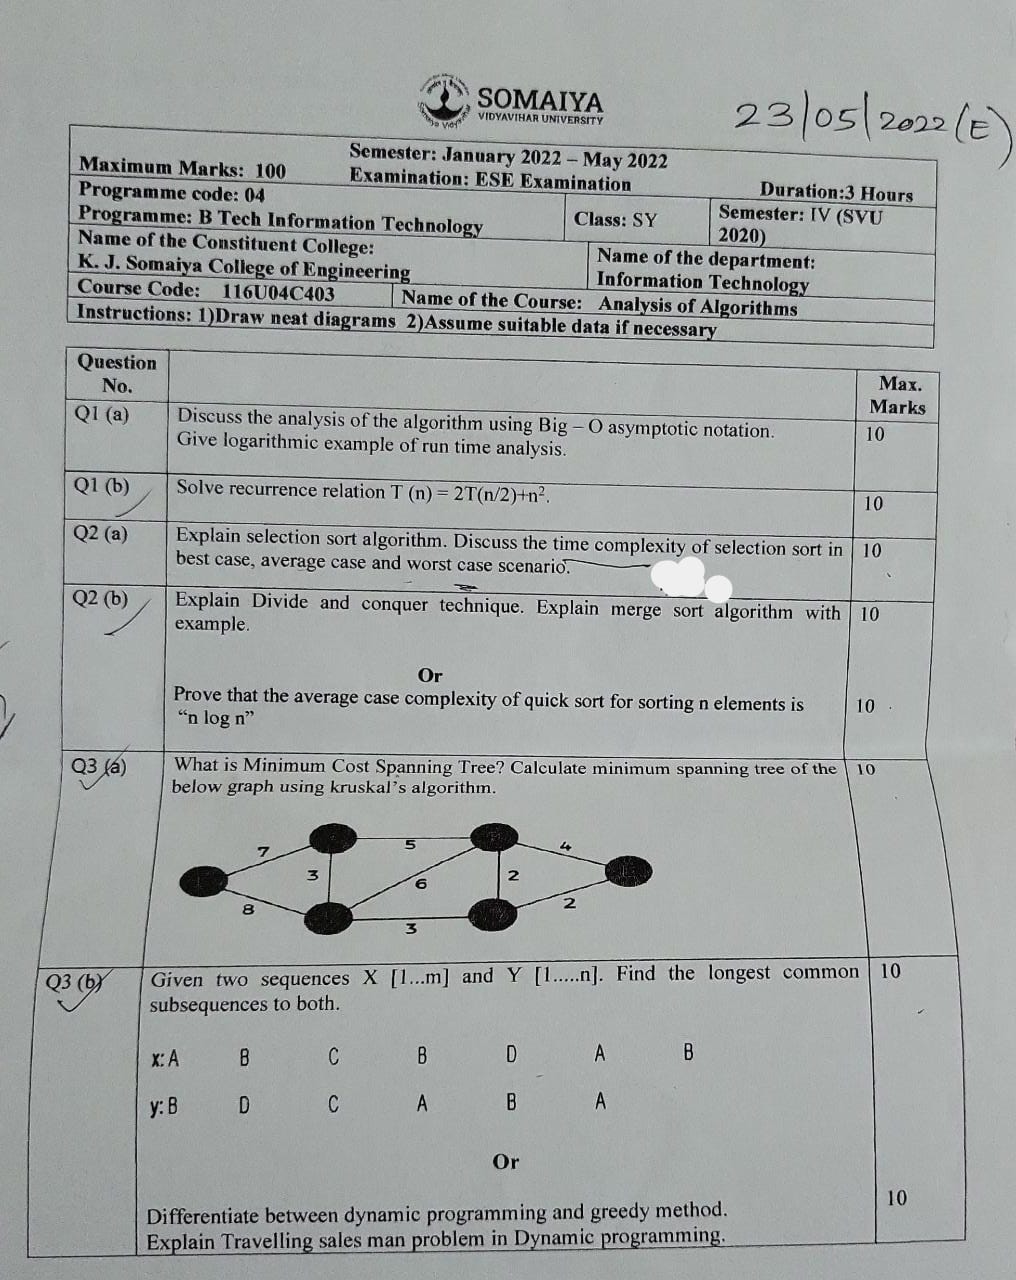 SOMAIYA
VIDYAVIHAR UNIVERSITY
23/05/2022 (E)
Semester: January 2022 – May 2022
Maximum Marks: 100 Examination: ESE Examination Duration:3 Hours
Programme code: 04
Programme: B Tech Information Technology
Class: SY
Semester: IV (SVU
2020)
Name of the Constituent College:
K. J. Somaiya College of Engineering
Name of the department:
Information Technology
Course Code: 116U04C403
Name of the Course: Analysis of Algorithms
Instructions: 1)Draw neat diagrams 2)Assume suitable data if necessary
Question
No.
Max.
Marks
Q1 (a)
Discuss the analysis of the algorithm using Big – O asymptotic notation.
Give logarithmic example of run time analysis.
10
Q1 (b)
Solve recurrence relation T (n) = 2T(n/2)+n².
10
Q2 (a)
Explain selection sort algorithm. Discuss the time complexity of selection sort in
best case, average case and worst case scenario.
10
Q2 (b)
Explain Divide and conquer technique. Explain merge sort algorithm with
example.
10
Or
Prove that the average case complexity of quick sort for sorting n elements is
“n log n”
10
Q3 (a)
What is Minimum Cost Spanning Tree? Calculate minimum spanning tree of the
below graph using kruskal's algorithm.
10
7 5 4
3 6 2
8 3 2
Q3 (b)
Given two sequences X [1...m] and Y [1.....n]. Find the longest common
subsequences to both.
10
x: A B C B D A B
y: B D C A B A
Or
Differentiate between dynamic programming and greedy method.
Explain Travelling sales man problem in Dynamic programming.
10